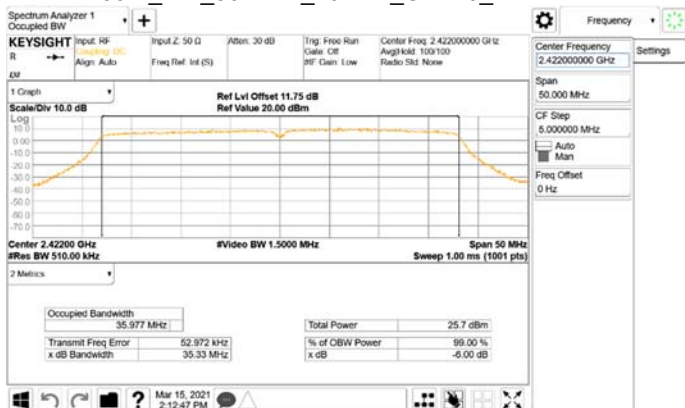 Spectrum Analyzer 1
Occupied BW
Frequency
KEYSIGHT
Input: RF
Coupling: DC
Align: Auto
Input Z: 50 Ω
Freq Ref: Int (S)
Atten: 30 dB
Trig: Free Run
Gate: Off
#IF Gain: Low
Center Freq: 2.422000000 GHz
Avg|Hold: 100/100
Radio Std: None
R
1 Graph
Scale/Div 10.0 dB
Ref Lvl Offset 11.75 dB
Ref Value 20.00 dBm
Log
10.0
0.00
-10.0
-20.0
-30.0
-40.0
-50.0
-60.0
-70.0
Center 2.42200 GHz
#Video BW 1.5000 MHz
Span 50 MHz
#Res BW 510.00 kHz
Sweep 1.00 ms (1001 pts)
2 Metrics
Occupied Bandwidth
35.977 MHz
Total Power 25.7 dBm
Transmit Freq Error 52.972 kHz
% of OBW Power 99.00 %
x dB Bandwidth 35.33 MHz
x dB -6.00 dB
Mar 15, 2021
2:12:47 PM
Center Frequency
2.422000000 GHz
Settings
Span
50.000 MHz
CF Step
5.000000 MHz
Auto
Man
Freq Offset
0 Hz